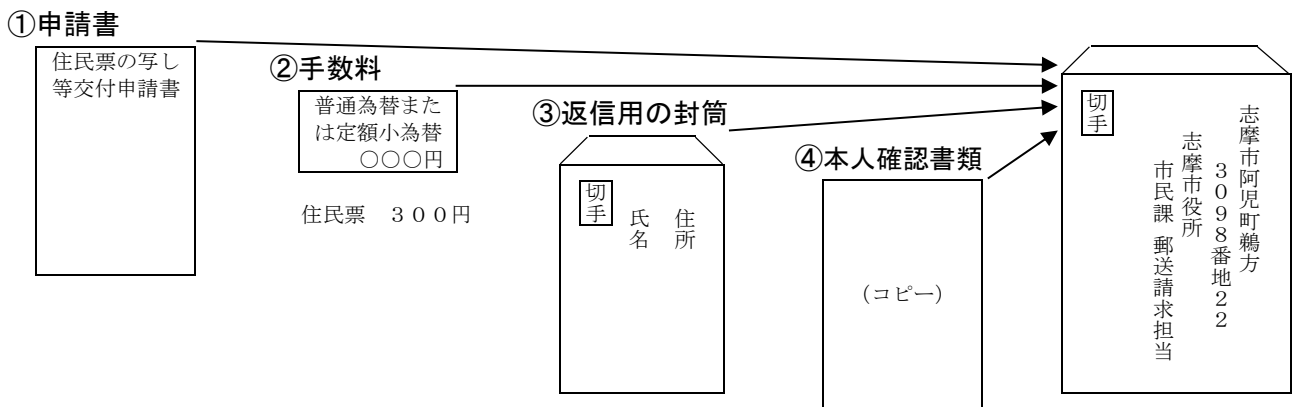 ①申請書
住民票の写し
等交付申請書
②手数料
普通為替また
は定額小為替
○○○円
住民票　３００円
③返信用の封筒
切手
住所
氏名
④本人確認書類
（コピー）
切手
志摩市阿児町鵜方
３０９８番地２２
志摩市役所
市民課 郵送請求担当